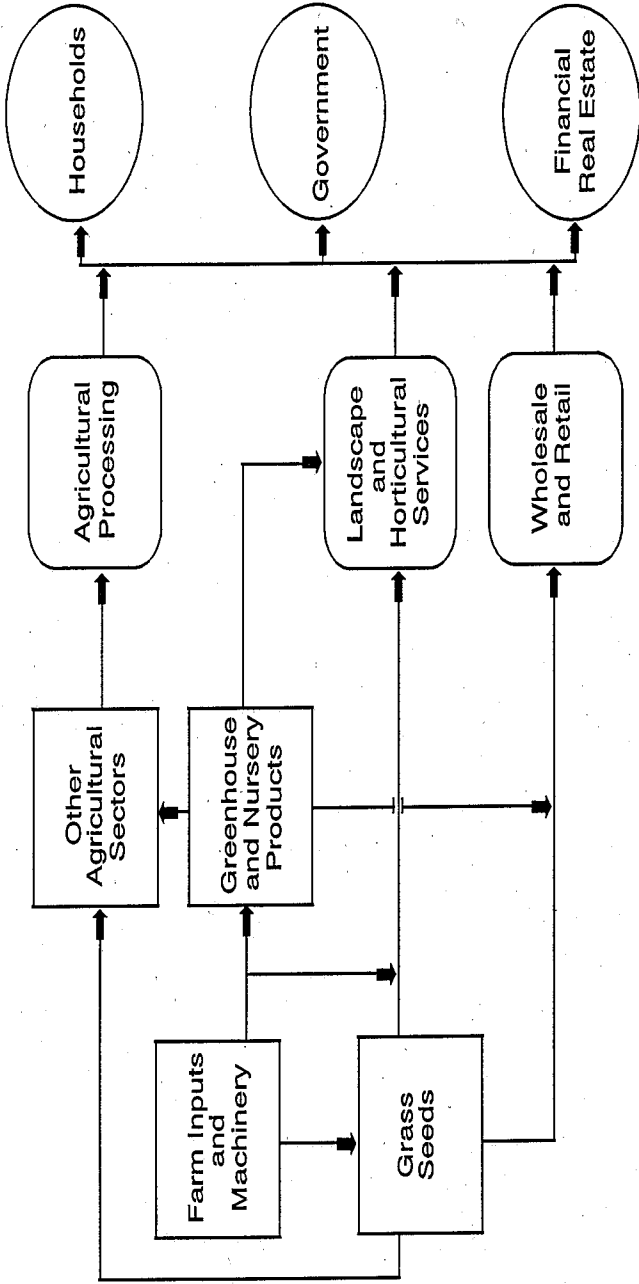 Farm Inputs
and
Machinery
Grass
Seeds
Other
Agricultural
Sectors
Greenhouse
and Nursery
Products
Agricultural
Processing
Landscape
and
Horticultural
Services
Wholesale
and Retail
Households
Government
Financial
Real Estate